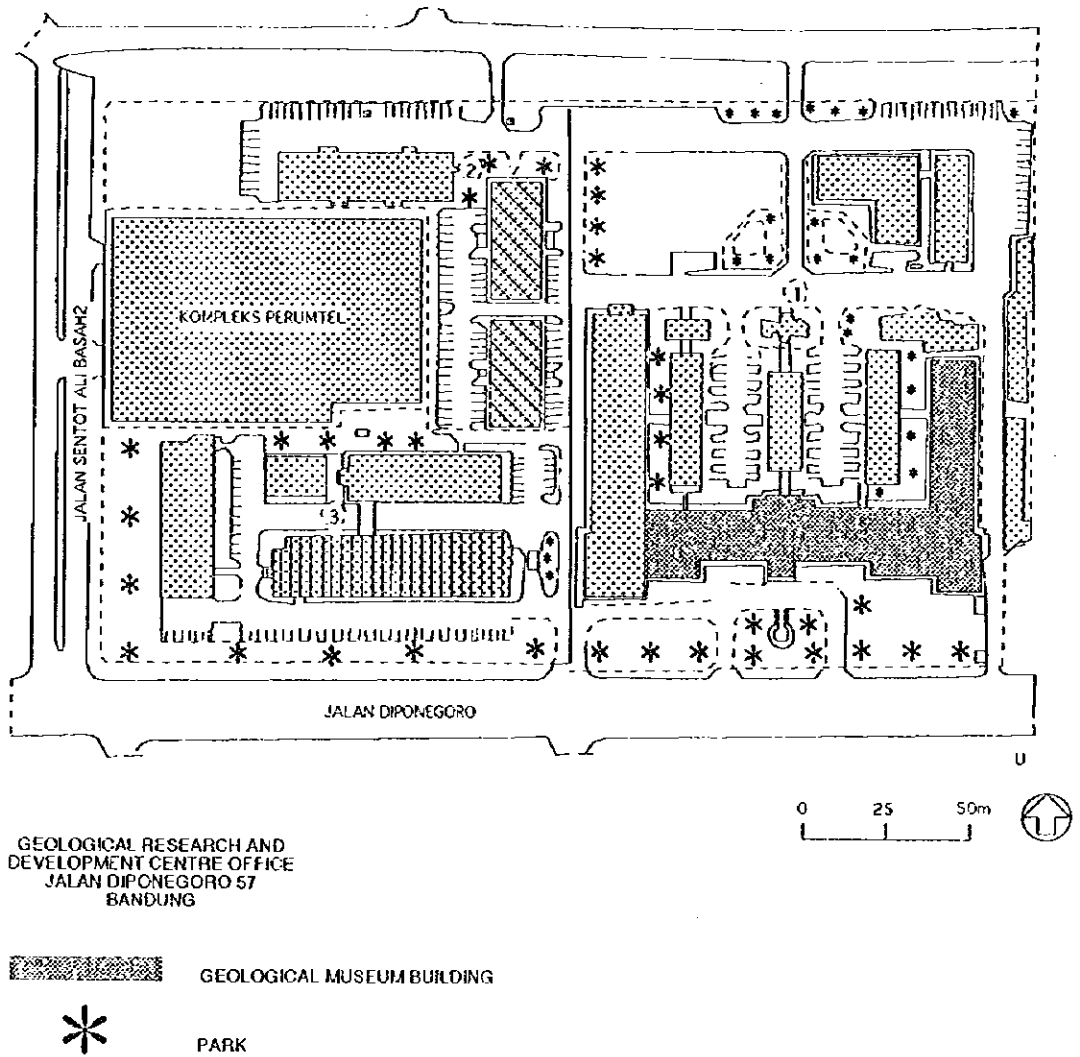 2
1
KOMPLEKS PERUMTEL
JALAN SENTOT ALI BASAH2
3
JALAN DIPONEGORO
U
0 25 50m
GEOLOGICAL RESEARCH AND
DEVELOPMENT CENTRE OFFICE
JALAN DIPONEGORO 57
BANDUNG
GEOLOGICAL MUSEUM BUILDING
PARK